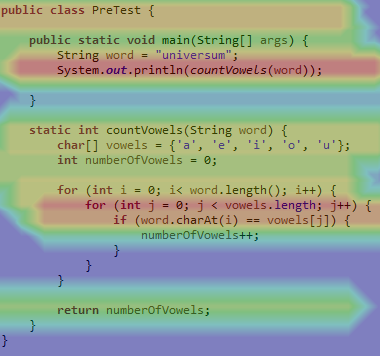 public class PreTest {
public static void main(String[] args) {
String word = "universum";
System.out.println(countVowels(word));
}
static int countVowels(String word) {
char[] vowels = {'a', 'e', 'i', 'o', 'u'};
int numberOfVowels = 0;
for (int i = 0; i< word.length(); i++) {
for (int j = 0; j < vowels.length; j++) {
if (word.charAt(i) == vowels[j]) {
numberOfVowels++;
}
}
}
return numberOfVowels;
}
}